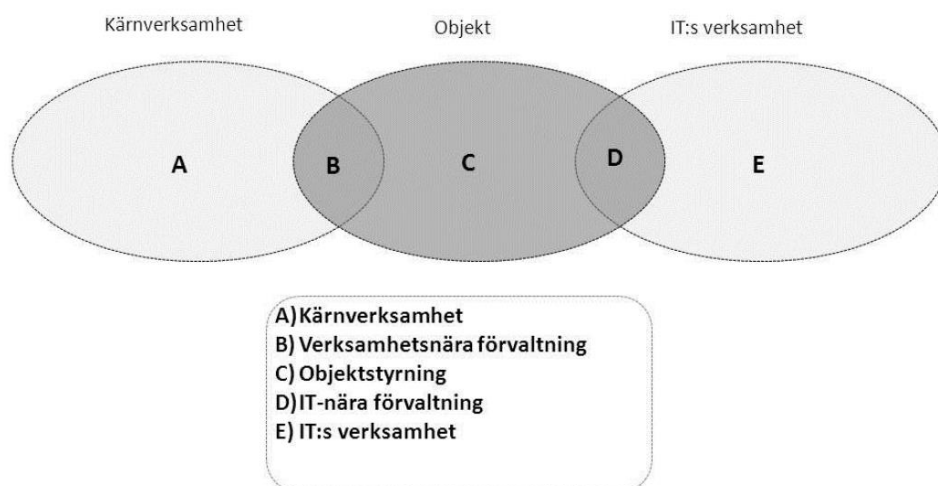 Kärnverksamhet
Objekt
IT:s verksamhet
A
B
C
D
E
A) Kärnverksamhet
B) Verksamhetsnära förvaltning
C) Objektstyrning
D) IT-nära förvaltning
E) IT:s verksamhet